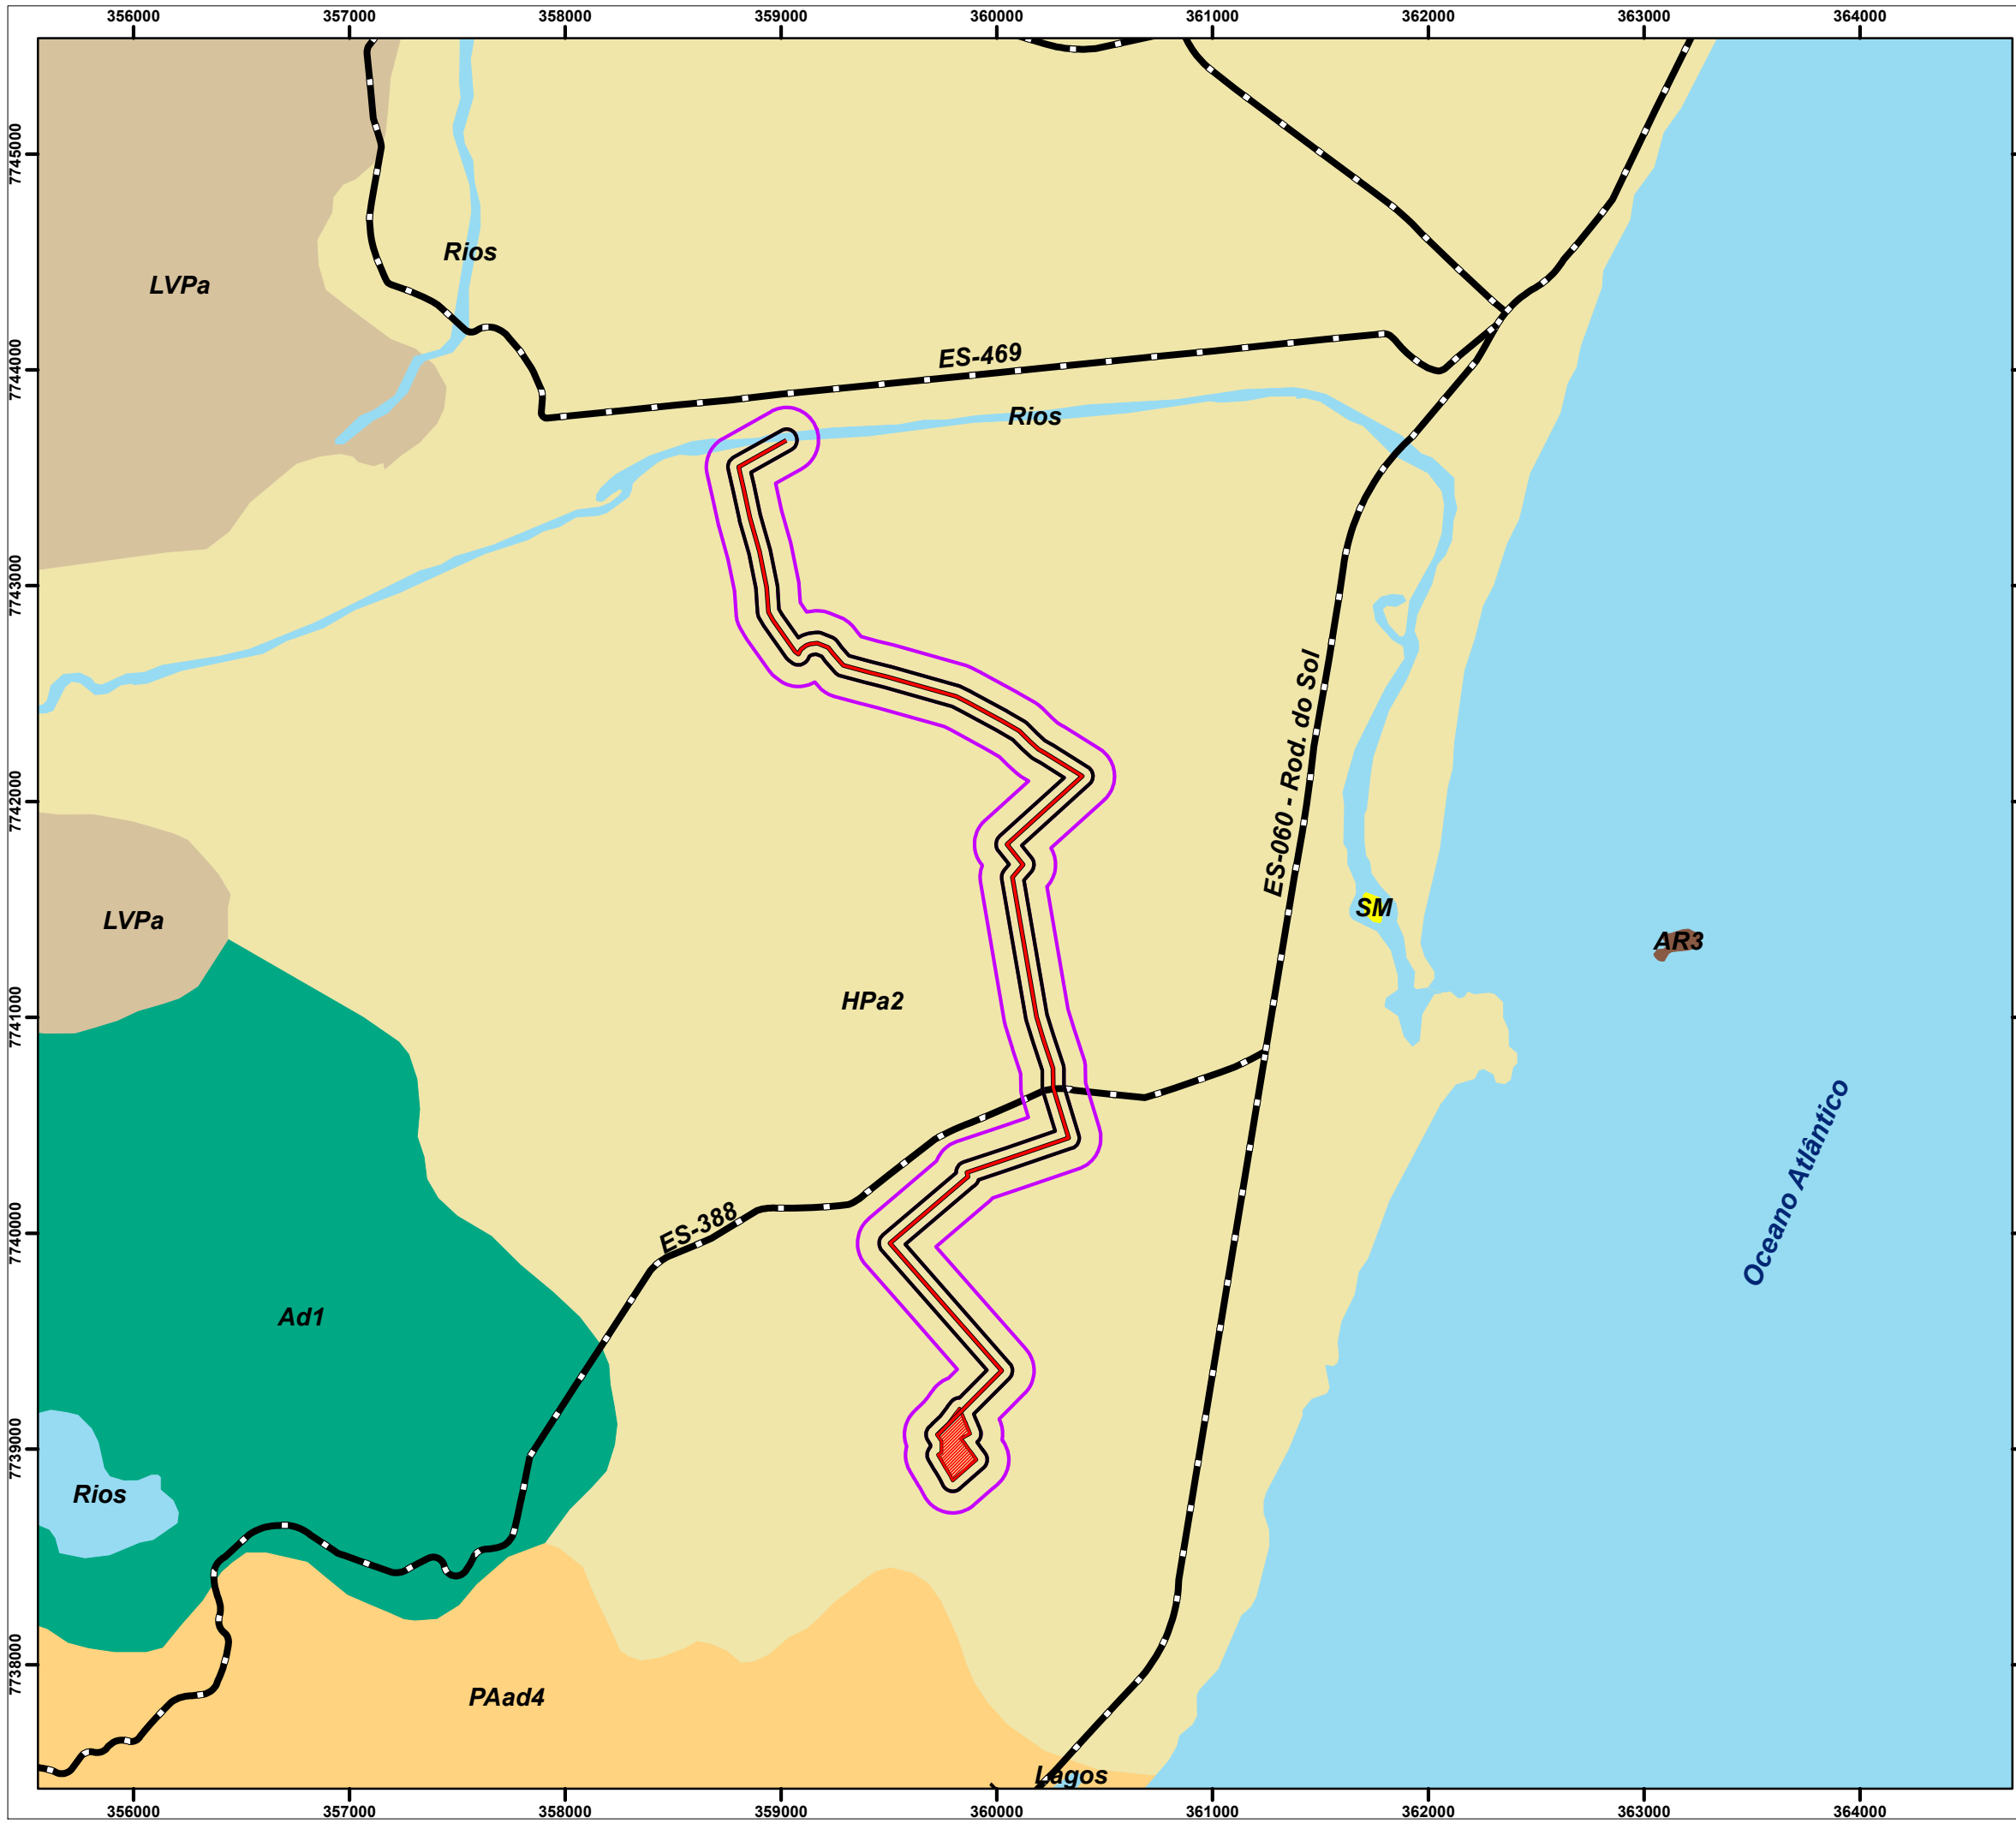 356000 357000 358000 359000 360000 361000 362000 363000 364000
7745000
7744000
7743000
7742000
7741000
7740000
7739000
7738000
Rios
LVPa
ES-469
Rios
ES-060 - Rod. do Sol
LVPa
SM
AR3
HPa2
Oceano Atlântico
ES-388
Ad1
Rios
PAad4
Lagos
356000 357000 358000 359000 360000 361000 362000 363000 364000